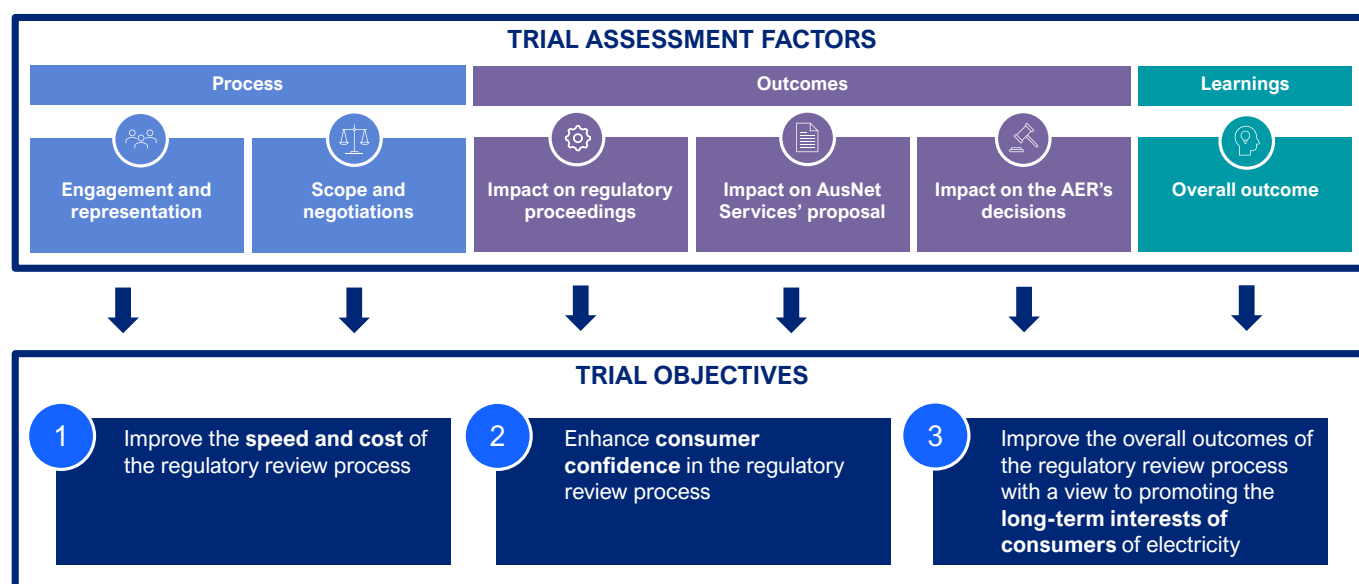 TRIAL ASSESSMENT FACTORS
Process
Outcomes
Learnings
Engagement and
representation
Scope and
negotiations
Impact on regulatory
proceedings
Impact on AusNet
Services’ proposal
Impact on the AER’s
decisions
Overall outcome
TRIAL OBJECTIVES
1
Improve the speed and cost of
the regulatory review process
2
Enhance consumer
confidence in the regulatory
review process
3
Improve the overall outcomes of
the regulatory review process
with a view to promoting the
long-term interests of
consumers of electricity